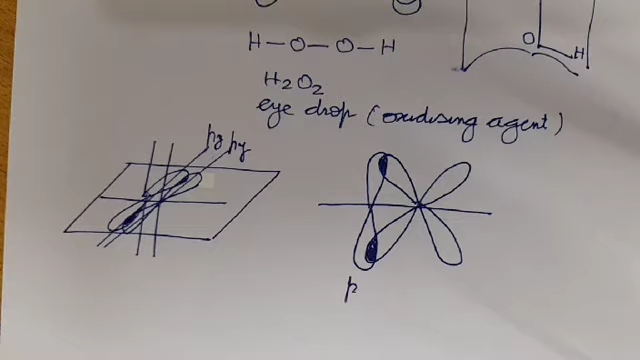 O
H
H-O-O-H
H2O2
eye drop (oxidising agent)
py
p